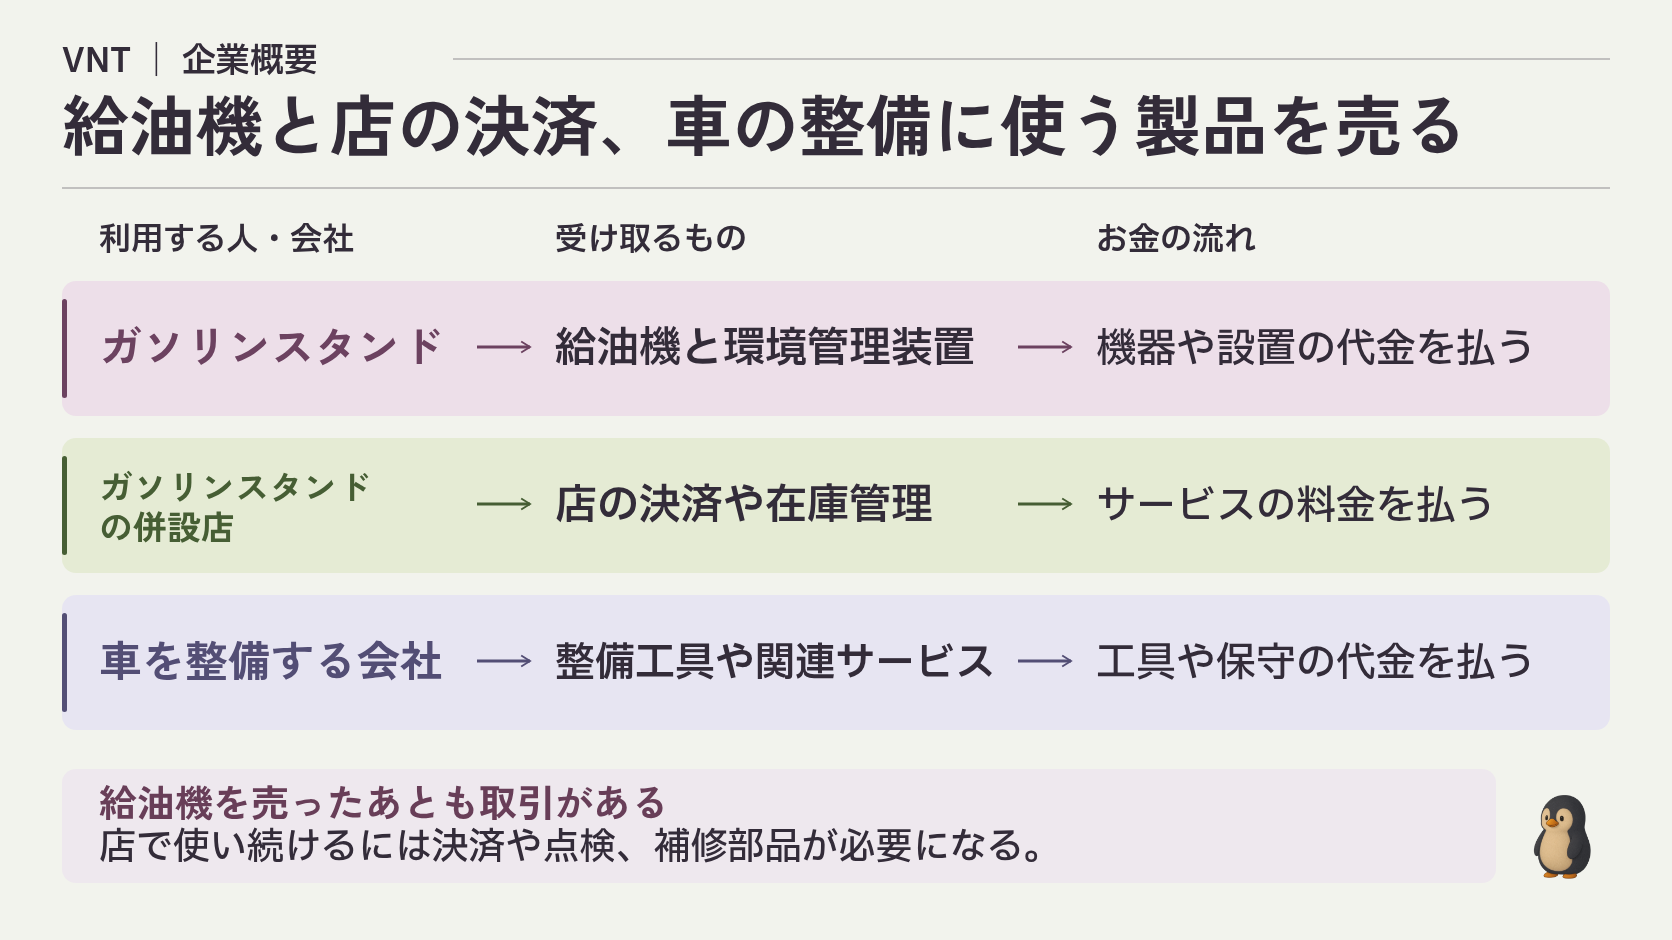 VNT | 企業概要
給油機と店の決済、車の整備に使う製品を売る
利用する人・会社 受け取るもの お金の流れ
ガソリンスタンド → 給油機と環境管理装置 → 機器や設置の代金を払う
ガソリンスタンド
の併設店 → 店の決済や在庫管理 → サービスの料金を払う
車を整備する会社 → 整備工具や関連サービス → 工具や保守の代金を払う
給油機を売ったあとも取引がある
店で使い続けるには決済や点検、補修部品が必要になる。